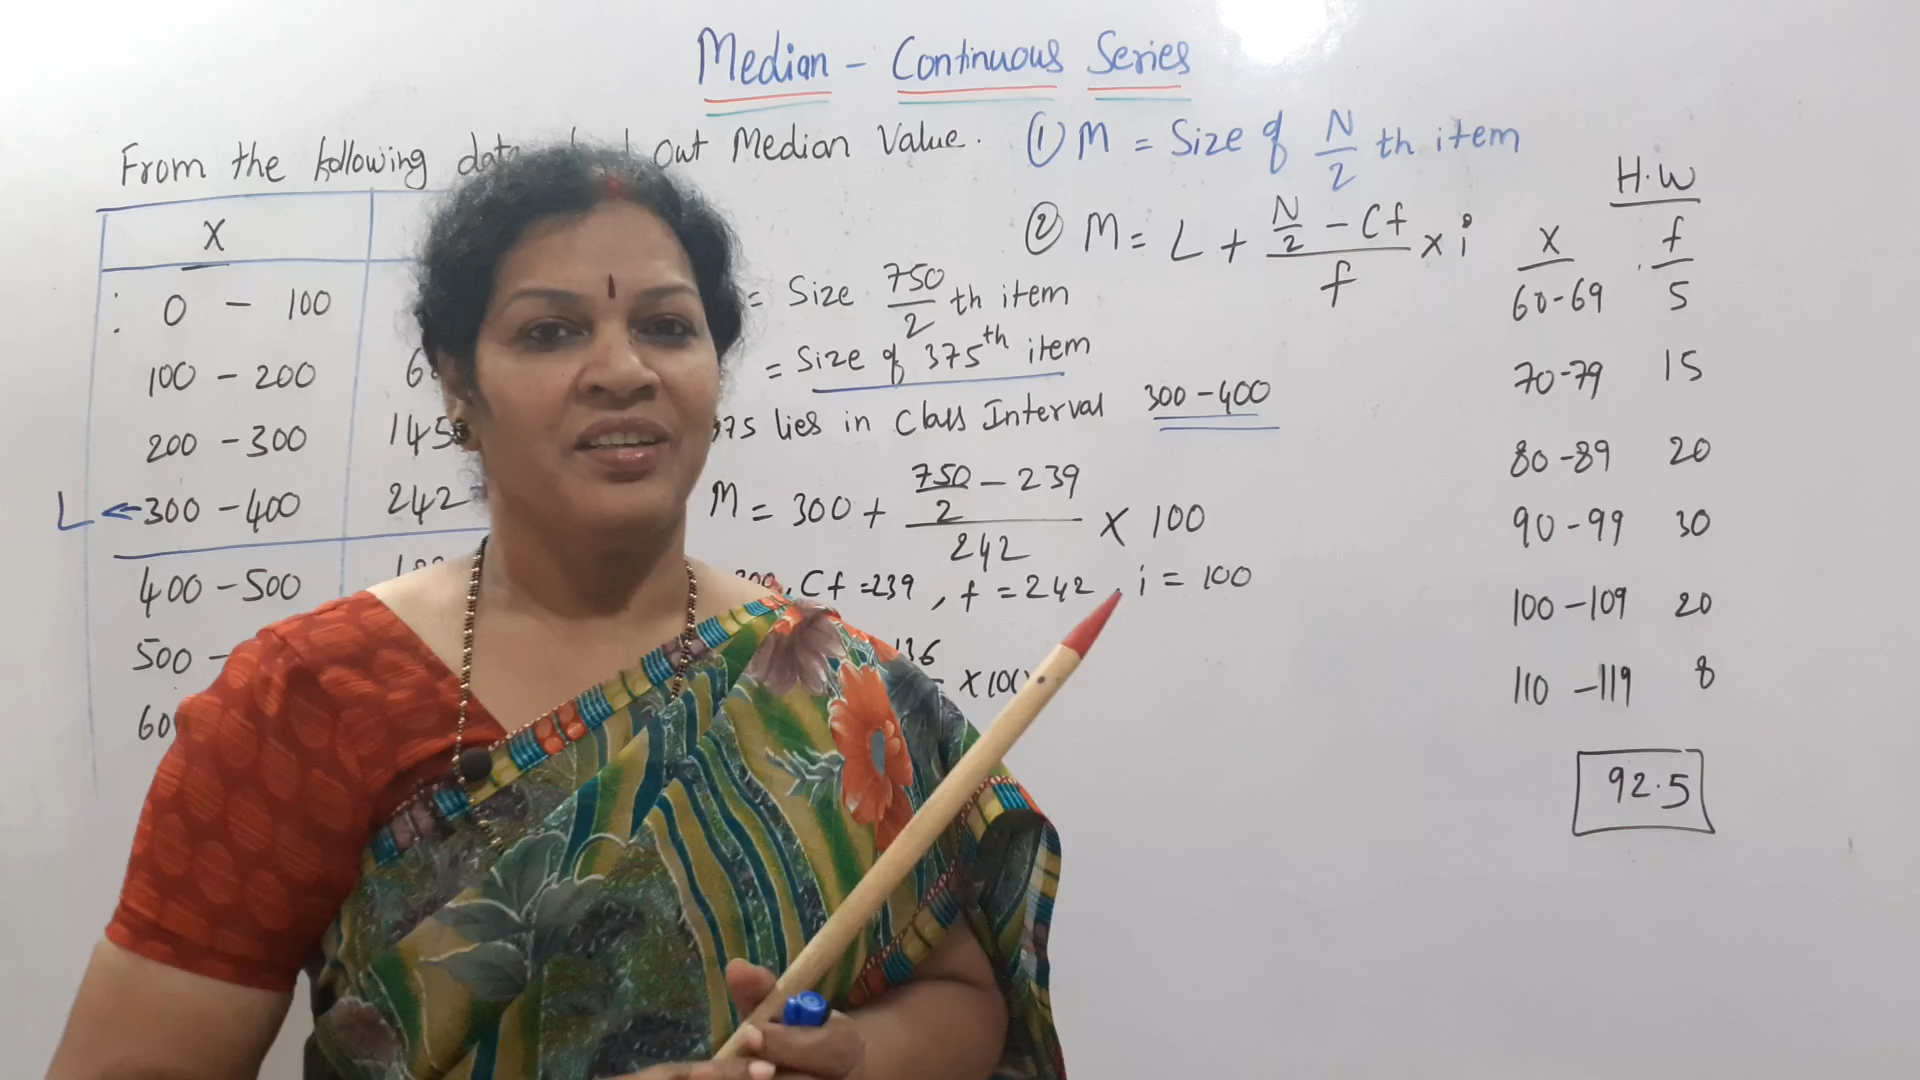 Median - Continuous Series
From the following data out Median Value.
① M = Size of N/2 th item
② M = L + (N/2 - Cf)/f × i
X
0 - 100
100 - 200
200 - 300 145
L ← 300 - 400 242
400 - 500
500 -
= Size 750/2 th item
= Size of 375th item
375 lies in Class Interval 300 - 400
M = 300 + (750/2 - 239)/242 × 100
, Cf = 239, f = 242, i = 100
136
× 100
H.W
X f
60-69 5
70-79 15
80-89 20
90-99 30
100-109 20
110-119 8
92.5